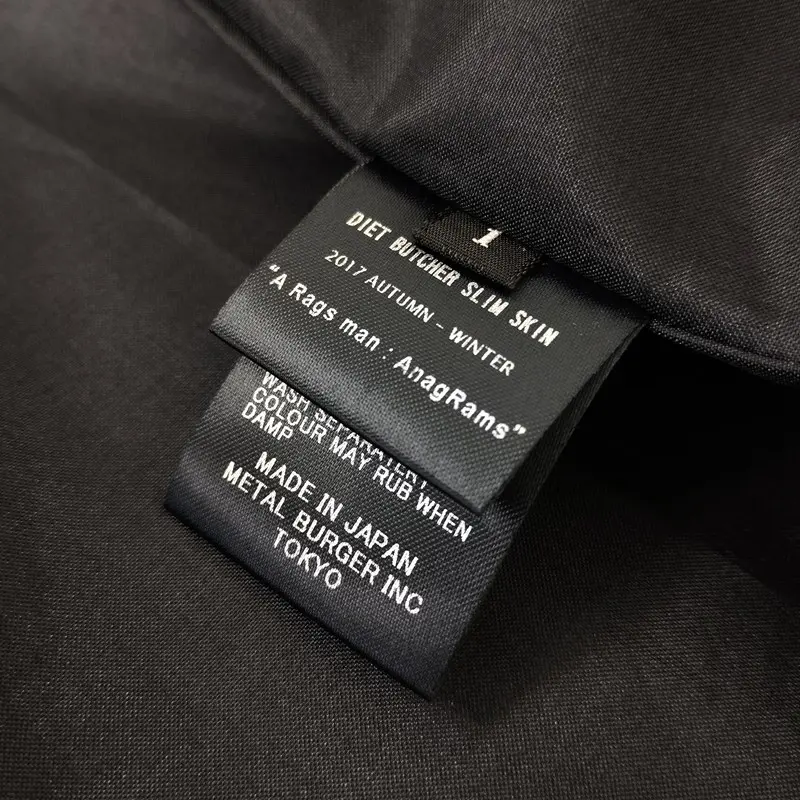 1
DIET BUTCHER SLIM SKIN
2017 AUTUMN - WINTER
"A Rags man : AnagRams"
WASH SEPARATELY
COLOUR MAY RUB WHEN
DAMP
MADE IN JAPAN
METAL BURGER INC
TOKYO